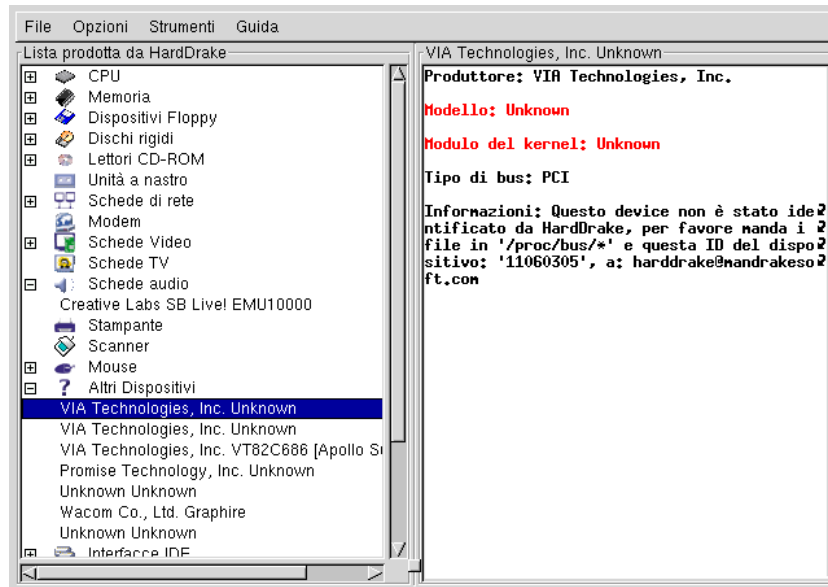 File Opzioni Strumenti Guida
Lista prodotta da HardDrake
CPU
Memoria
Dispositivi Floppy
Dischi rigidi
Lettori CD-ROM
Unità a nastro
Schede di rete
Modem
Schede Video
Schede TV
Schede audio
Creative Labs SB Live! EMU10000
Stampante
Scanner
Mouse
Altri Dispositivi
VIA Technologies, Inc. Unknown
VIA Technologies, Inc. Unknown
VIA Technologies, Inc. VT82C686 [Apollo
Promise Technology, Inc. Unknown
Unknown Unknown
Wacom Co., Ltd. Graphire
Unknown Unknown
Interfacce IDE
VIA Technologies, Inc. Unknown
Produttore: VIA Technologies, Inc.
Modello: Unknown
Modulo del kernel: Unknown
Tipo di bus: PCI
Informazioni: Questo device non è stato ide
ntificato da HardDrake, per favore manda i
file in '/proc/bus/*' e questa ID del dispo
sitivo: '11060305', a: harddrake@mandrakeso
ft.com